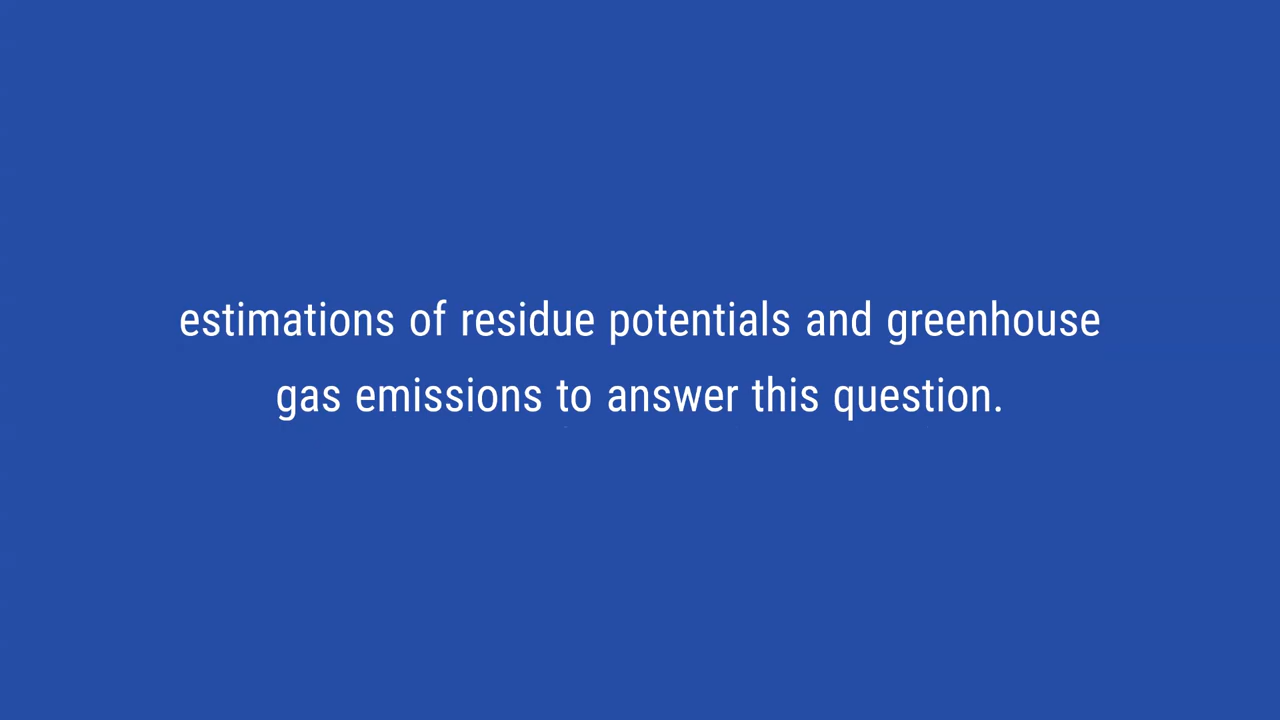 estimations of residue potentials and greenhouse
gas emissions to answer this question.